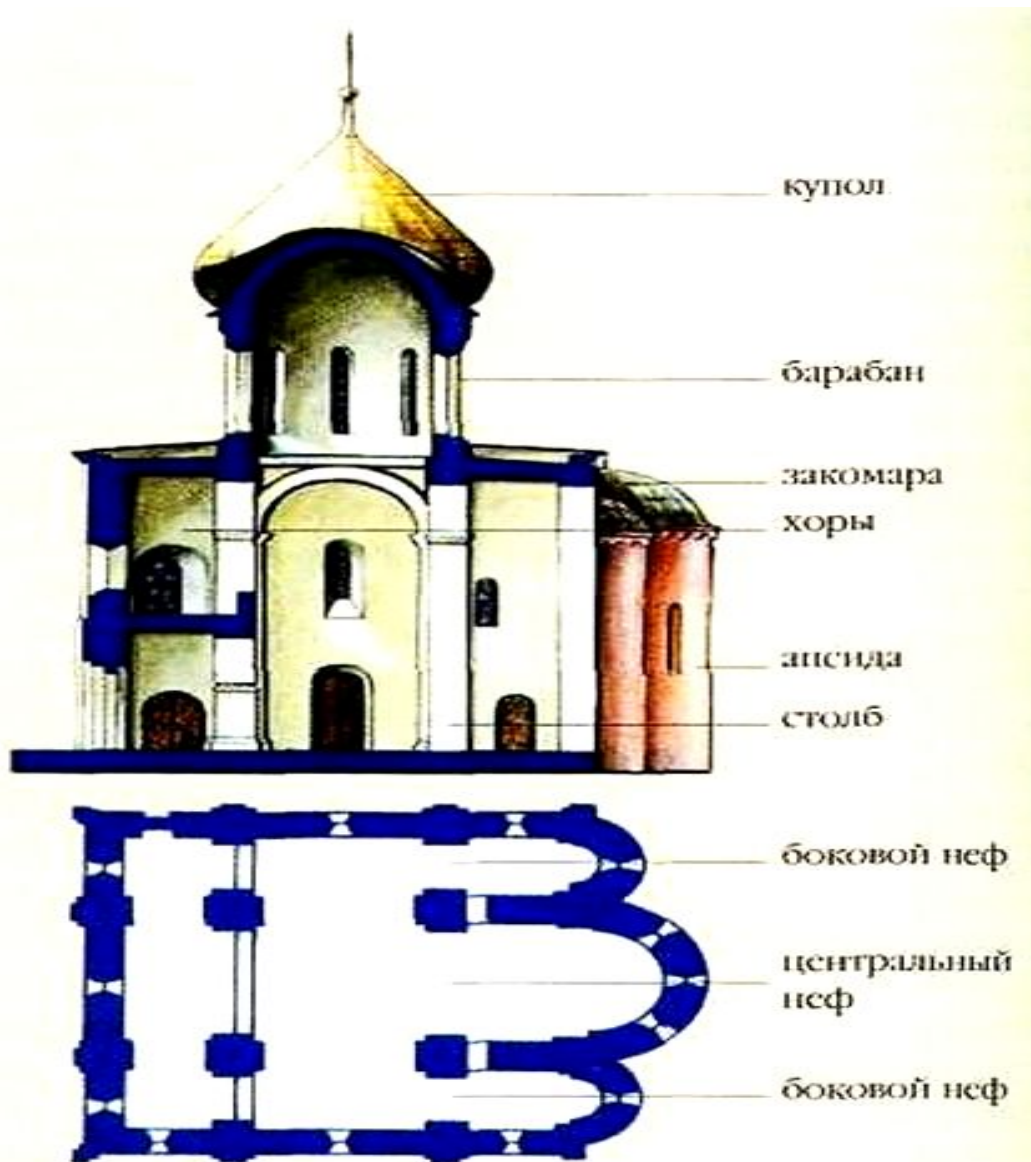 купол
барабан
закомара
хоры
апсида
столб
боковой неф
центральный
неф
боковой неф